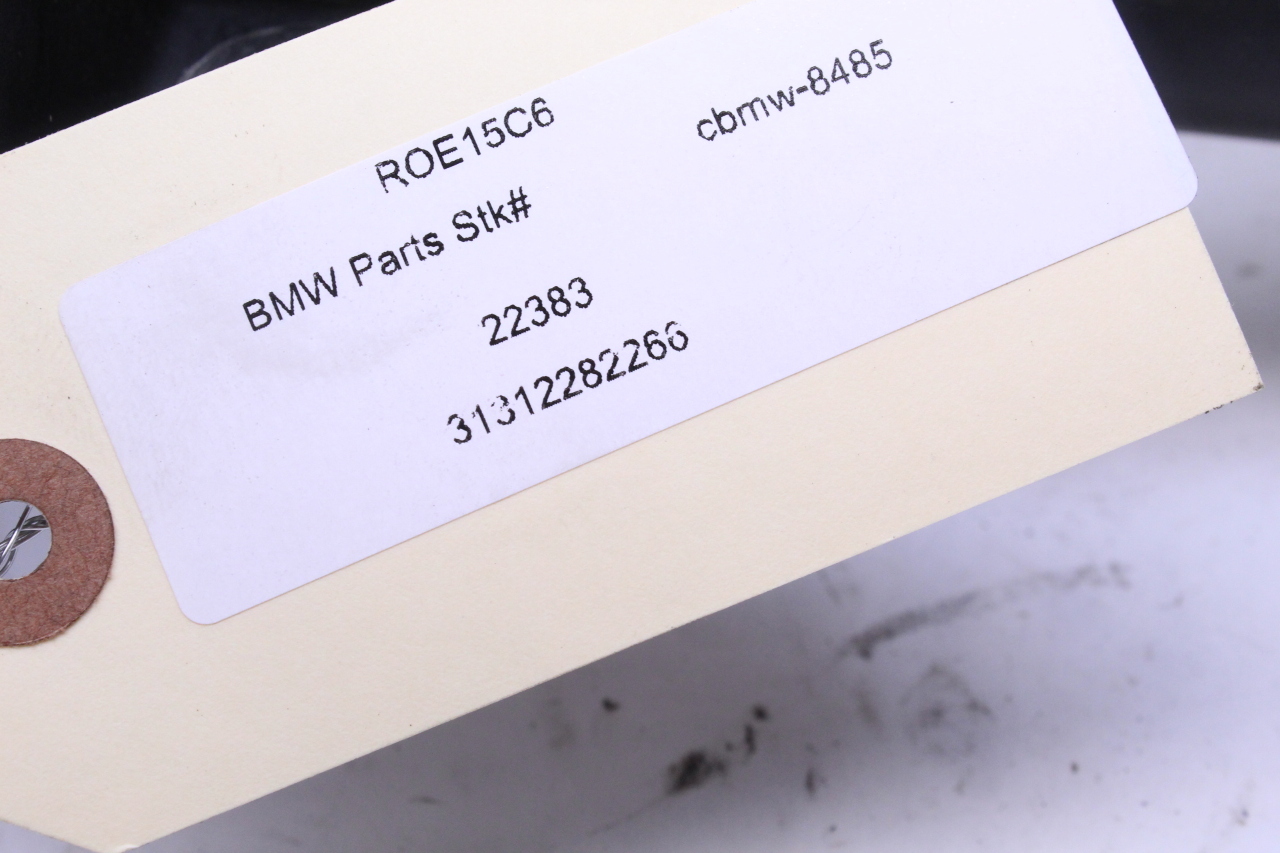 ROE15C6 cbmw-8485
BMW Parts Stk#
22383
31312282266